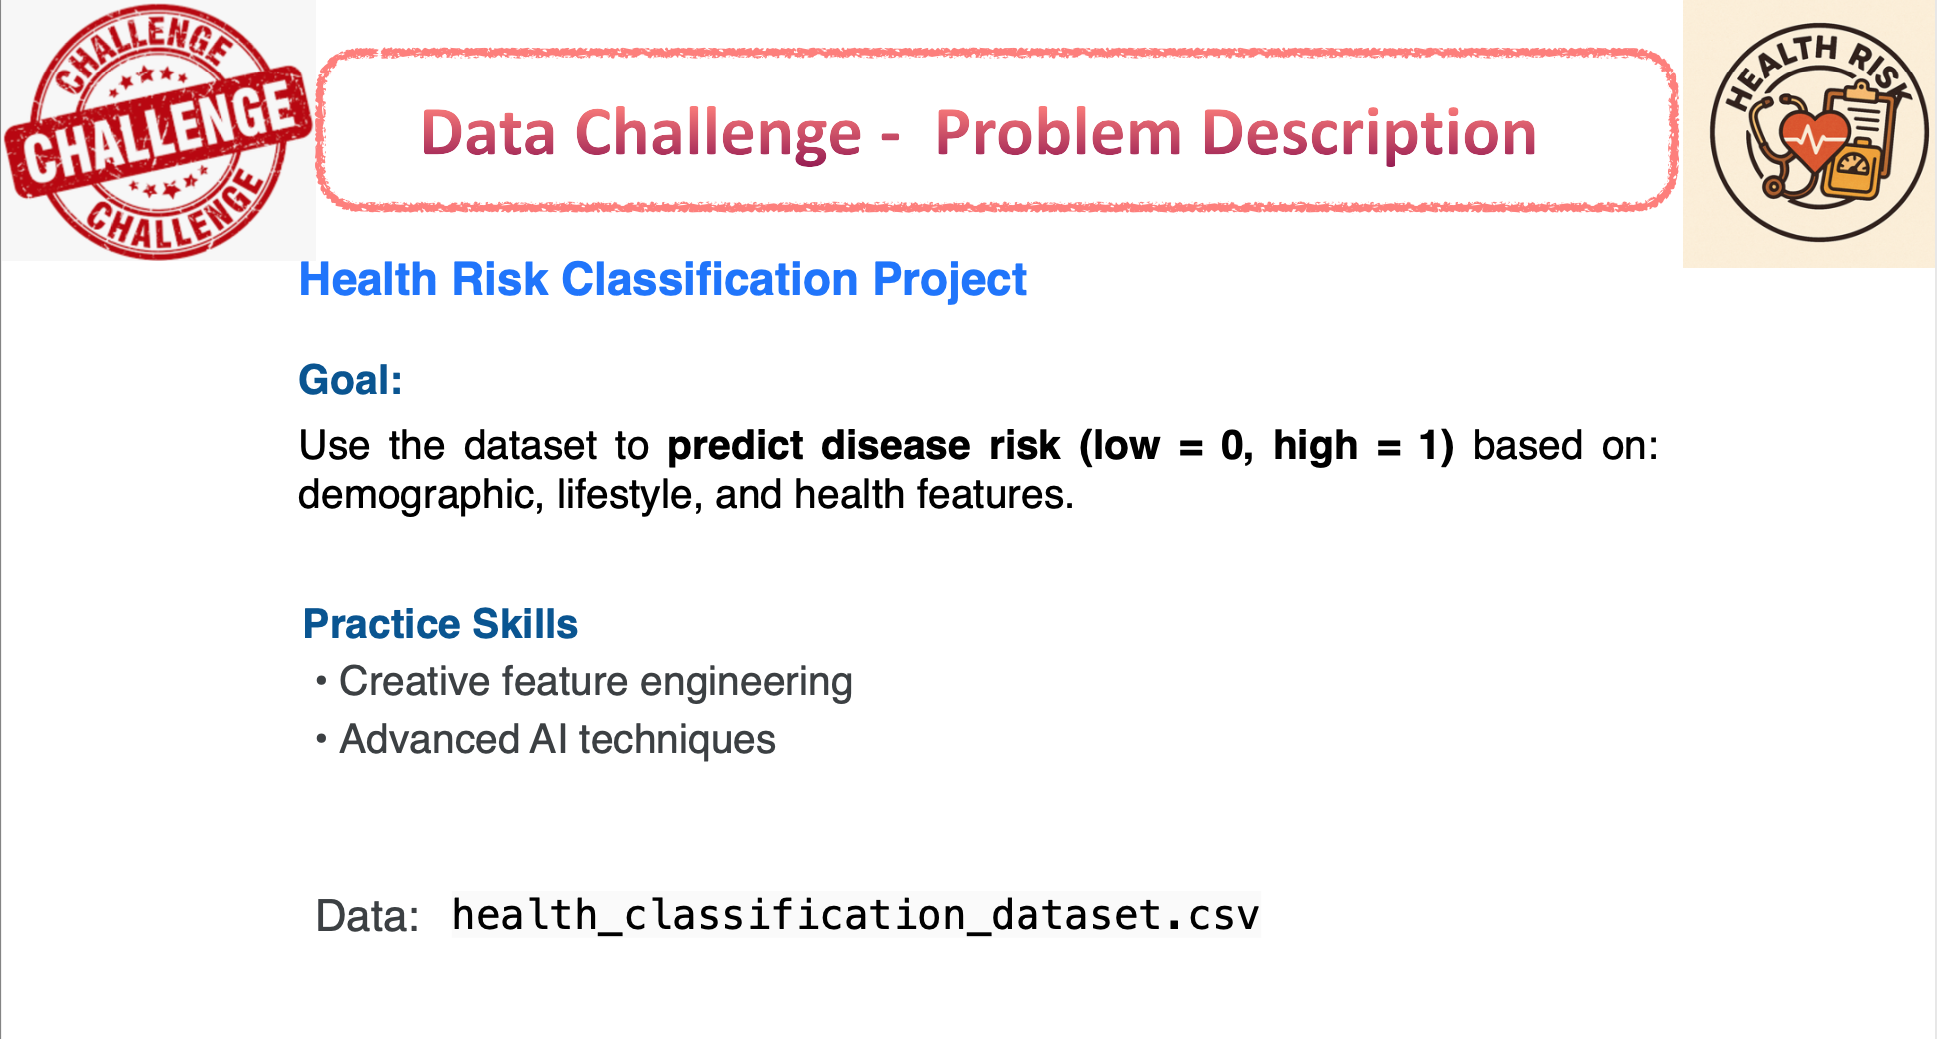 CHALLENGE
CHALLENGE
CHALLENGE
Data Challenge - Problem Description
HEALTH RISK
Health Risk Classification Project
Goal:
Use the dataset to predict disease risk (low = 0, high = 1) based on:
demographic, lifestyle, and health features.
Practice Skills
• Creative feature engineering
• Advanced AI techniques
Data: health_classification_dataset.csv